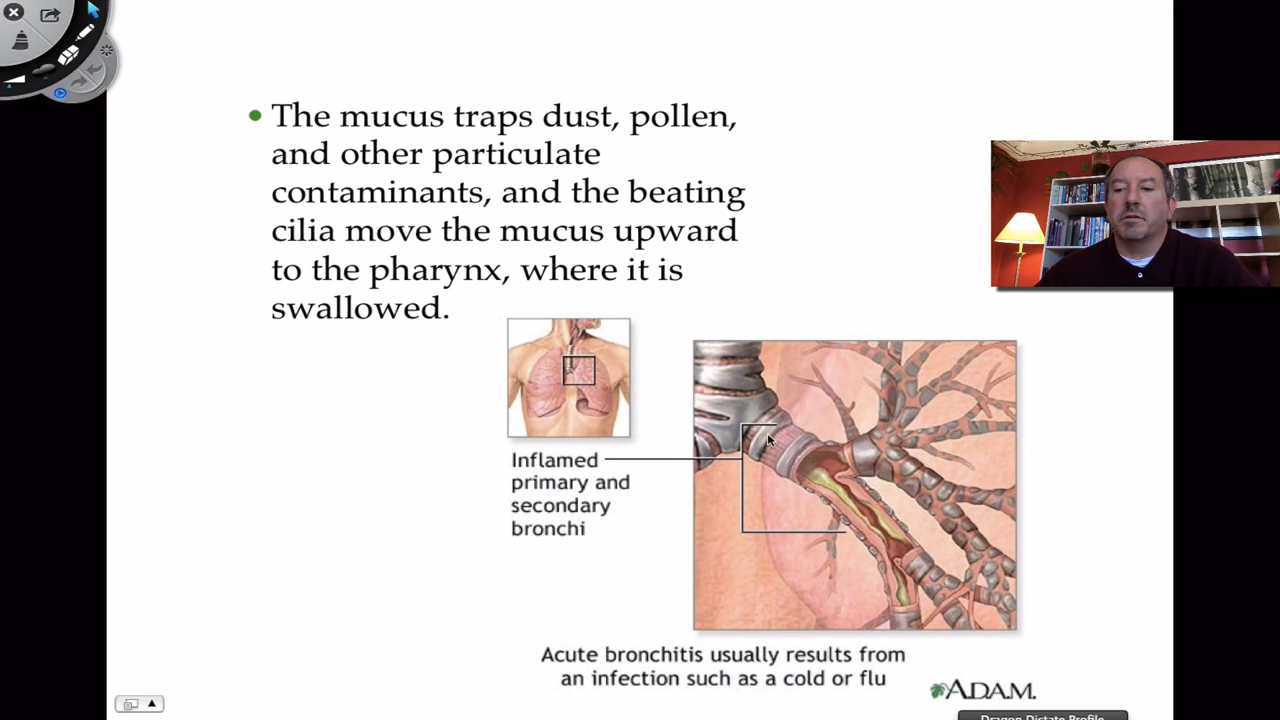 The mucus traps dust, pollen,
and other particulate
contaminants, and the beating
cilia move the mucus upward
to the pharynx, where it is
swallowed.
Inflamed
primary and
secondary
bronchi
Acute bronchitis usually results from
an infection such as a cold or flu
A.D.A.M.
Dragon Dictate Profile